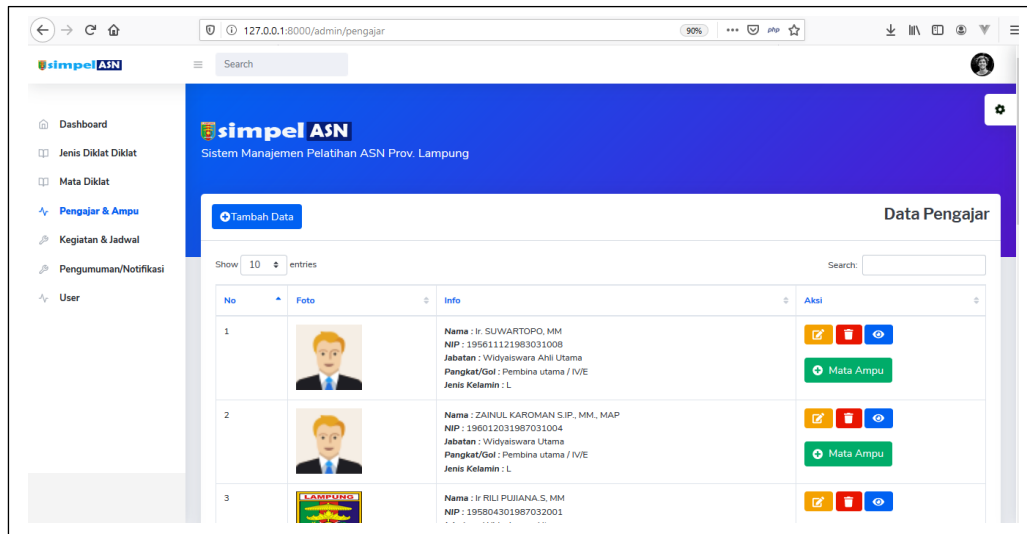 127.0.0.1:8000/admin/pengajar
90%
php
simpel ASN
Search
Dashboard
Jenis Diklat Diklat
Mata Diklat
Pengajar & Ampu
Kegiatan & Jadwal
Pengumuman/Notifikasi
User
simpel ASN
Sistem Manajemen Pelatihan ASN Prov. Lampung
Tambah Data
Data Pengajar
Show 10 entries
Search:
No Foto Info Aksi
1
Nama : Ir. SUWARTOPO, MM
NIP : 195611121983031008
Jabatan : Widyaiswara Ahli Utama
Pangkat/Gol : Pembina utama / IV/E
Jenis Kelamin : L
Mata Ampu
2
Nama : ZAINUL KAROMAN S.IP., MM., MAP
NIP : 196012031987031004
Jabatan : Widyaiswara Utama
Pangkat/Gol : Pembina utama / IV/E
Jenis Kelamin : L
Mata Ampu
3
LAMPUNG
Nama : Ir RILI PUJIANA.S, MM
NIP : 195804301987032001